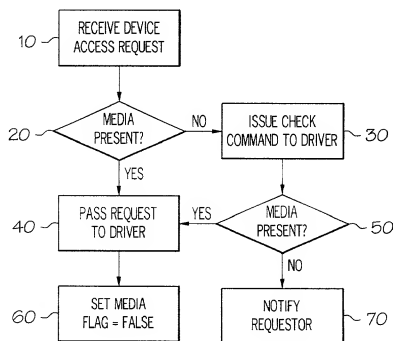 10
RECEIVE DEVICE
ACCESS REQUEST
20
MEDIA
PRESENT?
NO
YES
30
ISSUE CHECK
COMMAND TO DRIVER
40
PASS REQUEST
TO DRIVER
YES
50
MEDIA
PRESENT?
NO
60
SET MEDIA
FLAG = FALSE
70
NOTIFY
REQUESTOR